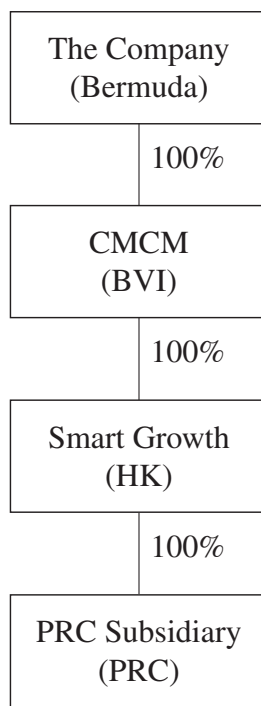 The Company
(Bermuda)
100%
CMCM
(BVI)
100%
Smart Growth
(HK)
100%
PRC Subsidiary
(PRC)